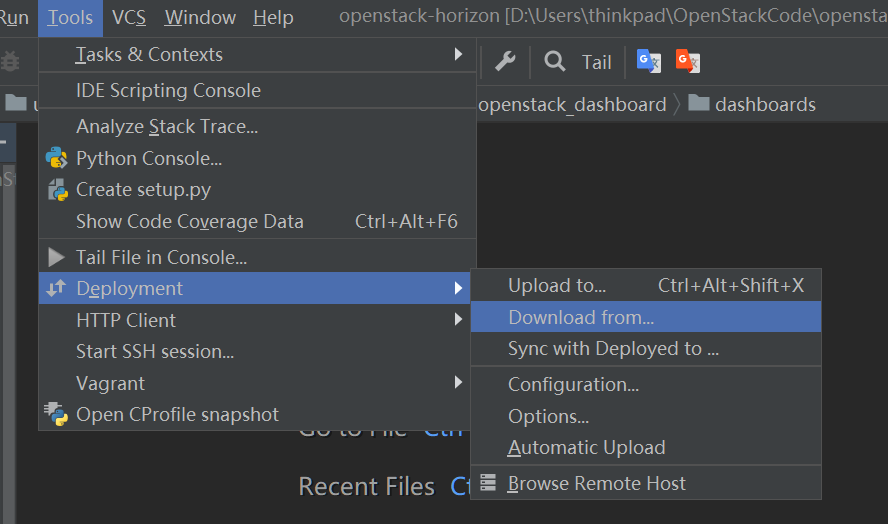 Run Tools VCS Window Help openstack-horizon [D:\Users\thinkpad\OpenStackCode\opensta
Tasks & Contexts
Tail
IDE Scripting Console
openstack_dashboard dashboards
Analyze Stack Trace...
Python Console...
Create setup.py
Show Code Coverage Data Ctrl+Alt+F6
Tail File in Console...
Deployment
Upload to... Ctrl+Alt+Shift+X
HTTP Client
Download from...
Start SSH session...
Sync with Deployed to ...
Vagrant
Configuration...
Open CProfile snapshot
Options...
Go to File Ctr
Automatic Upload
Recent Files Ct
Browse Remote Host